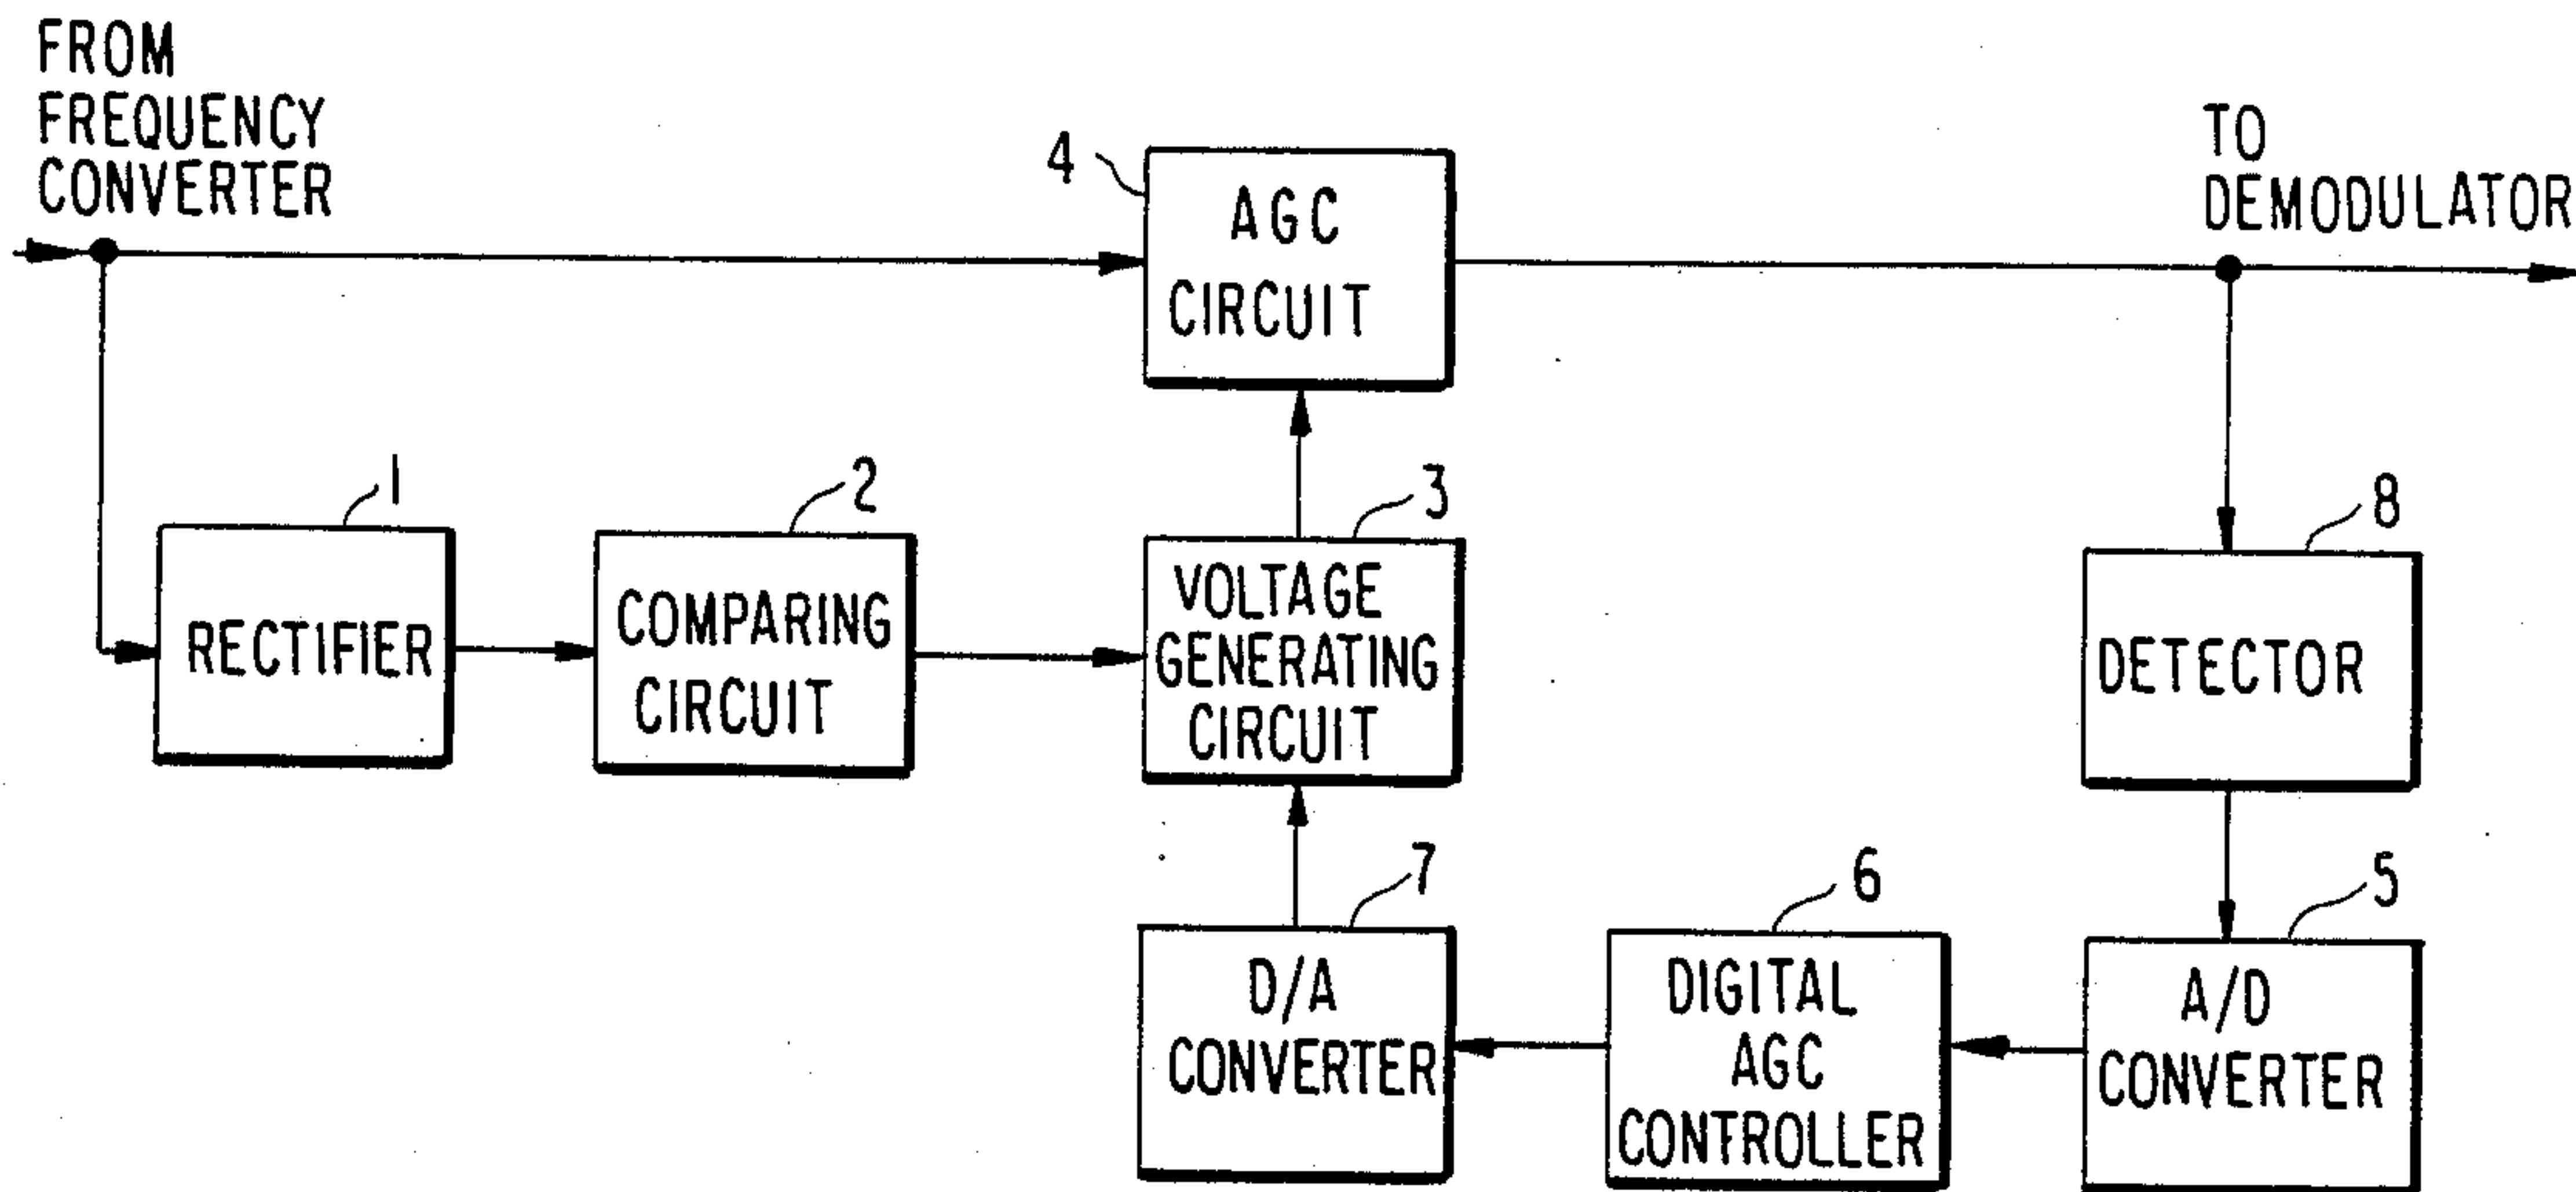 FROM
FREQUENCY
CONVERTER
TO
DEMODULATOR
4
AGC
CIRCUIT
1
RECTIFIER
2
COMPARING
CIRCUIT
3
VOLTAGE
GENERATING
CIRCUIT
8
DETECTOR
7
D/A
CONVERTER
6
DIGITAL
AGC
CONTROLLER
5
A/D
CONVERTER